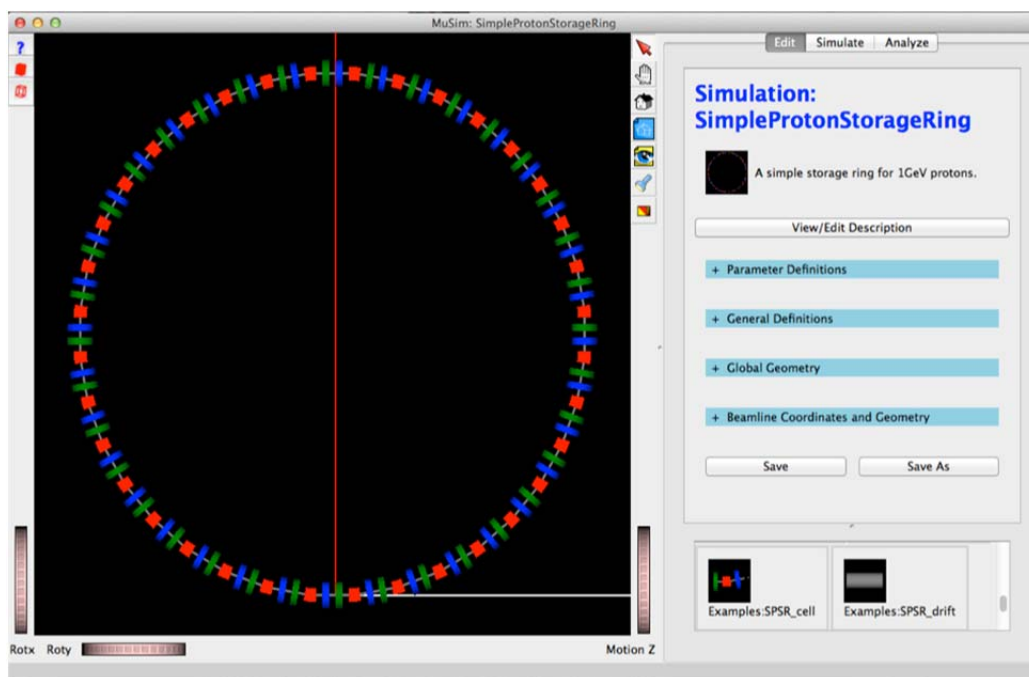 MuSim: SimpleProtonStorageRing
?
Edit Simulate Analyze
Simulation:
SimpleProtonStorageRing
A simple storage ring for 1GeV protons.
View/Edit Description
+ Parameter Definitions
+ General Definitions
+ Global Geometry
+ Beamline Coordinates and Geometry
Save Save As
Examples:SPSR_cell Examples:SPSR_drift
Rotx Roty Motion Z